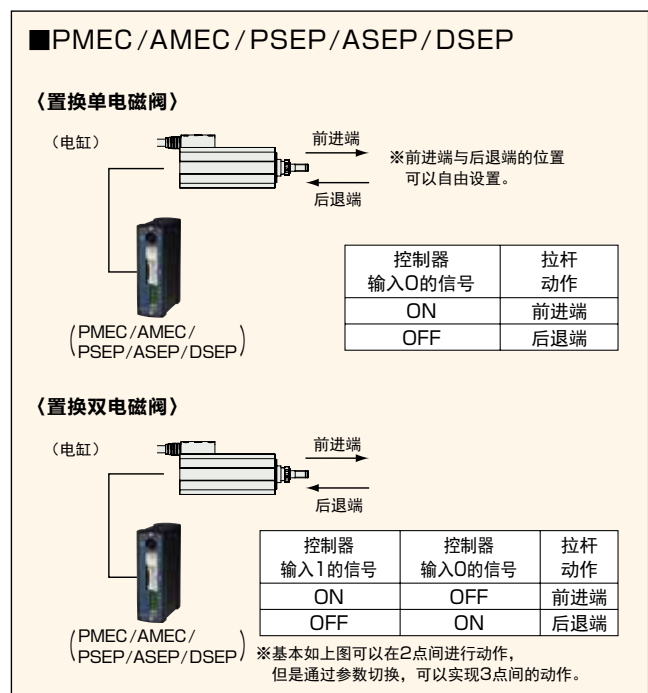 ■PMEC/AMEC/PSEP/ASEP/DSEP
〈置换单电磁阀〉
（电缸）
前进端
后退端
※前进端与后退端的位置
可以自由设置。
控制器
输入0的信号
拉杆
动作
ON
前进端
OFF
后退端
(PMEC/AMEC/
PSEP/ASEP/DSEP)
〈置换双电磁阀〉
（电缸）
前进端
后退端
控制器
输入1的信号
控制器
输入0的信号
拉杆
动作
ON
OFF
前进端
OFF
ON
后退端
(PMEC/AMEC/
PSEP/ASEP/DSEP)
※基本如上图可以在2点间进行动作，
但是通过参数切换，可以实现3点间的动作。